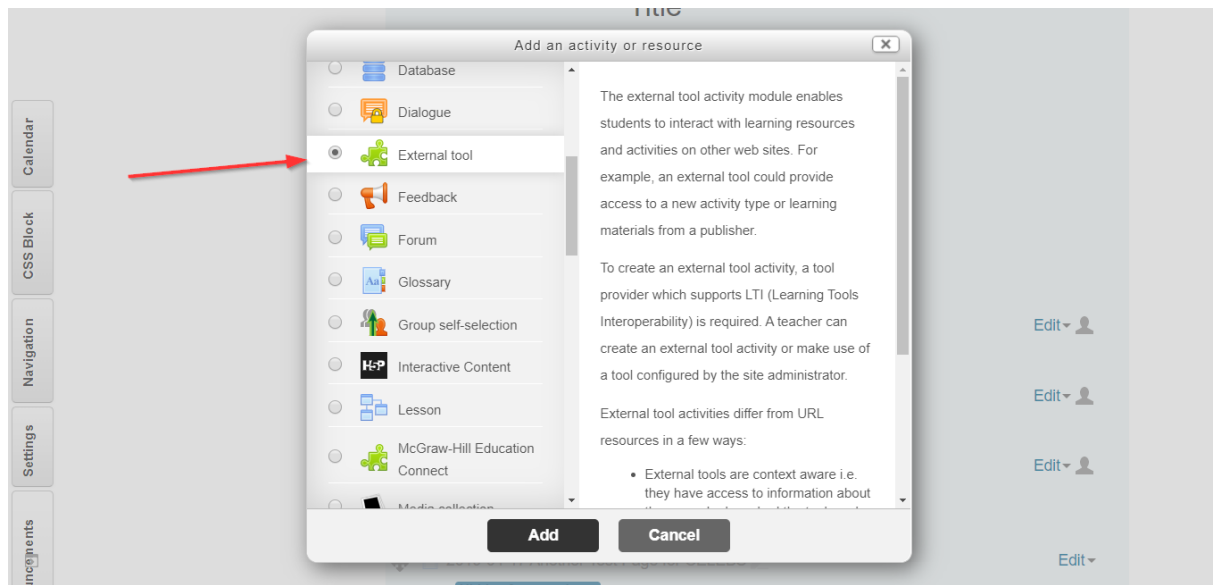 Title
Add an activity or resource
Database
Dialogue
External tool
Feedback
Forum
Glossary
Group self-selection
H5P Interactive Content
Lesson
McGraw-Hill Education
Connect
The external tool activity module enables
students to interact with learning resources
and activities on other web sites. For
example, an external tool could provide
access to a new activity type or learning
materials from a publisher.
To create an external tool activity, a tool
provider which supports LTI (Learning Tools
Interoperability) is required. A teacher can
create an external tool activity or make use of
a tool configured by the site administrator.
External tool activities differ from URL
resources in a few ways:
• External tools are context aware i.e.
they have access to information about
Add
Cancel
Calendar
CSS Block
Navigation
Settings
Edit
Edit
Edit
Edit